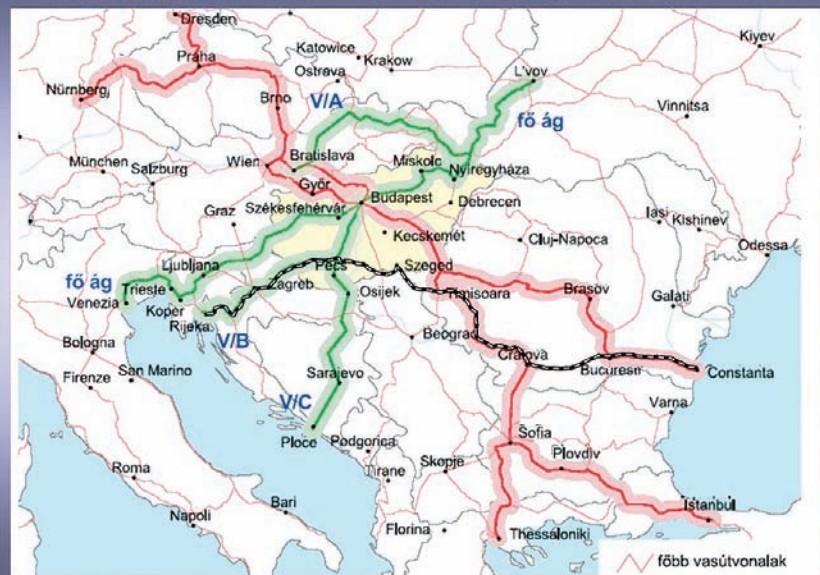 Dresden
Katowice
Kiyev
Praha
Krakow
Ostrava
L'vov
Nürnberg
V/A
Brno
Vinnitsa
fő ág
München
Salzburg
Wien
Bratislava
Miskolc
Nyíregyháza
Győr
Budapest
Debrecen
Graz
Székesfehérvár
Iasi
Kishinev
Kecskemét
Cluj-Napoca
Odessa
fő ág
Ljubljana
Pécs
Szeged
Trieste
Venezia
Zagreb
Osijek
Timisoara
Brasöv
Galati
Koper
Rijeka
V/B
Beograd
Bologna
Craiova
Bucuresti
Constanta
San Marino
Firenze
Sarajevo
V/C
Varna
Ploce
Podgorica
Sofia
Plovdiv
Roma
Tirane
Skopje
Istanbul
Bari
Napoli
Florina
Thessaloniki
főbb vasútvonalak